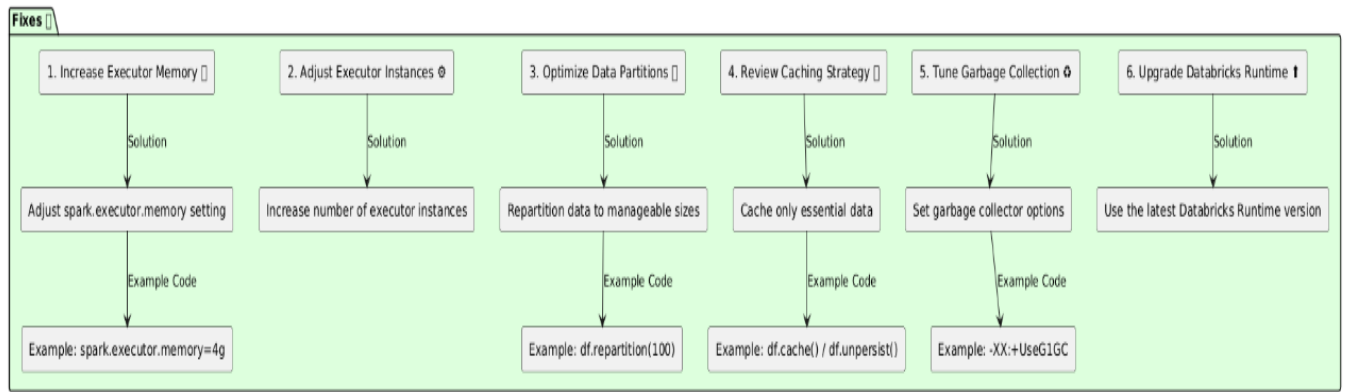 Fixes
1. Increase Executor Memory
2. Adjust Executor Instances ⚙
3. Optimize Data Partitions
4. Review Caching Strategy
5. Tune Garbage Collection ♻
6. Upgrade Databricks Runtime ⬆
Solution
Solution
Solution
Solution
Solution
Solution
Adjust spark.executor.memory setting
Increase number of executor instances
Repartition data to manageable sizes
Cache only essential data
Set garbage collector options
Use the latest Databricks Runtime version
Example Code
Example Code
Example Code
Example Code
Example: spark.executor.memory=4g
Example: df.repartition(100)
Example: df.cache() / df.unpersist()
Example: -XX:+UseG1GC